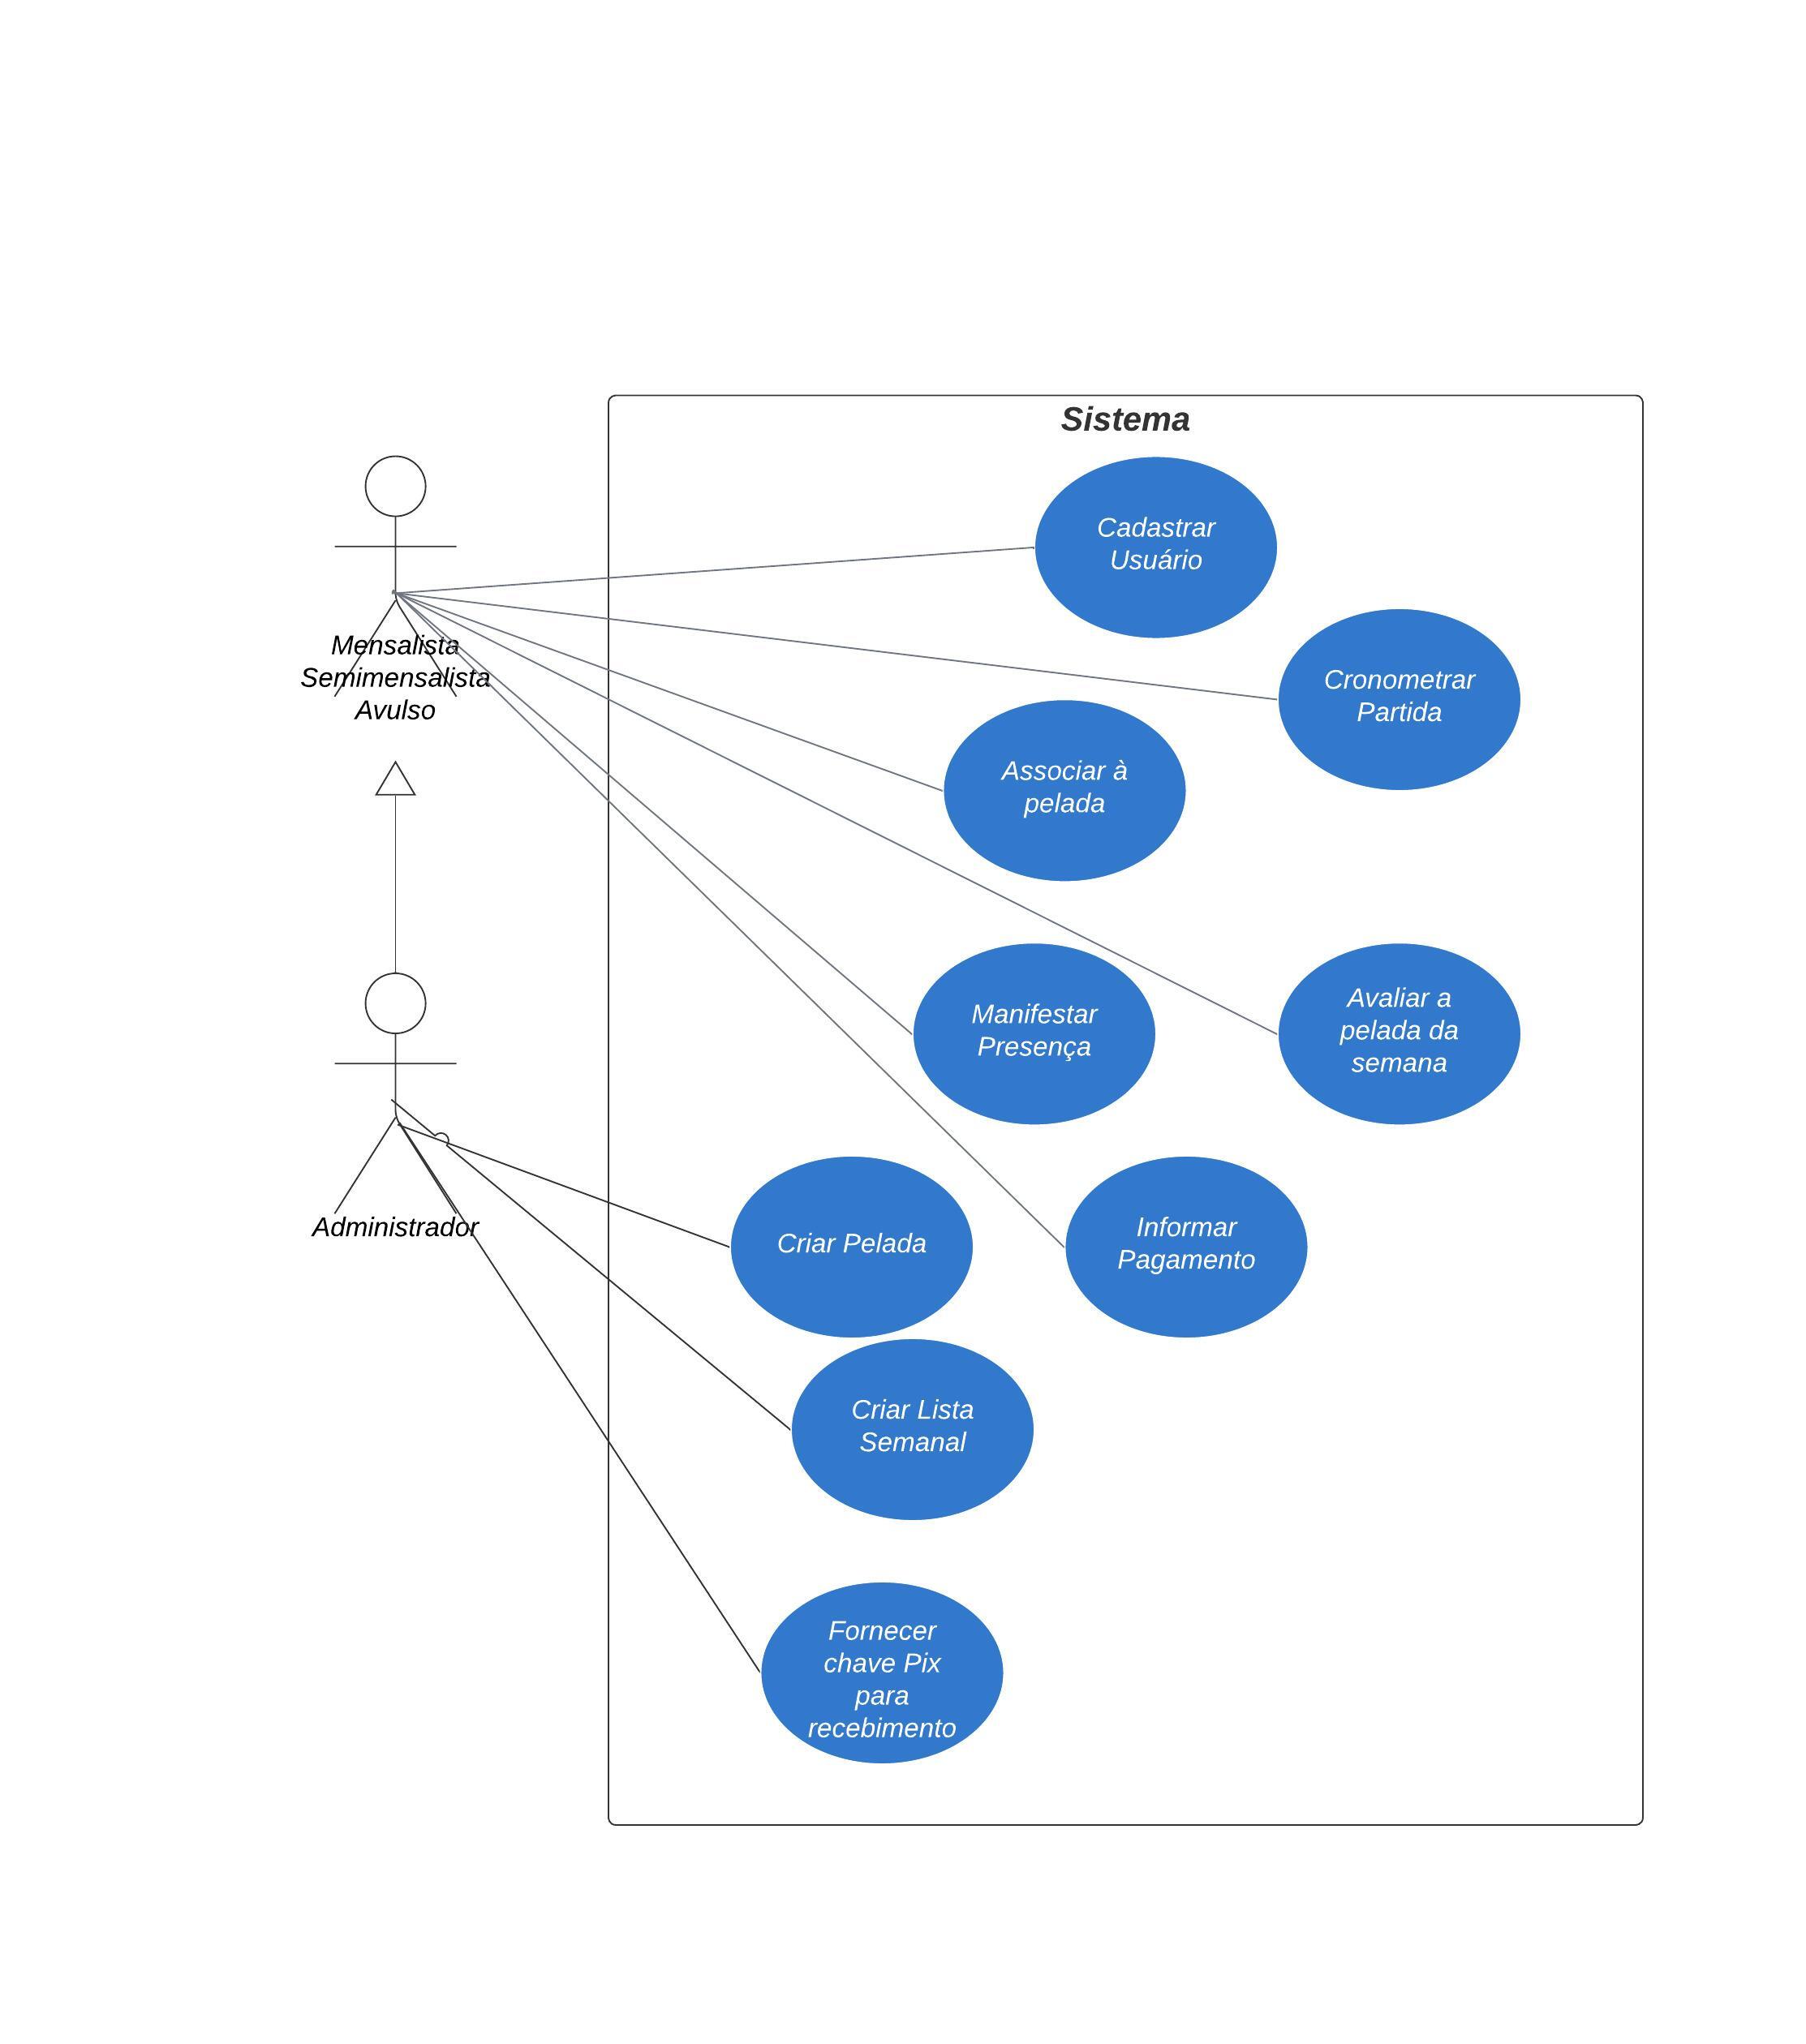 Sistema
Cadastrar
Usuário
Mensalista
Semimensalista
Avulso
Cronometrar
Partida
Associar à
pelada
Manifestar
Presença
Avaliar a
pelada da
semana
Administrador
Criar Pelada
Informar
Pagamento
Criar Lista
Semanal
Fornecer
chave Pix
para
recebimento